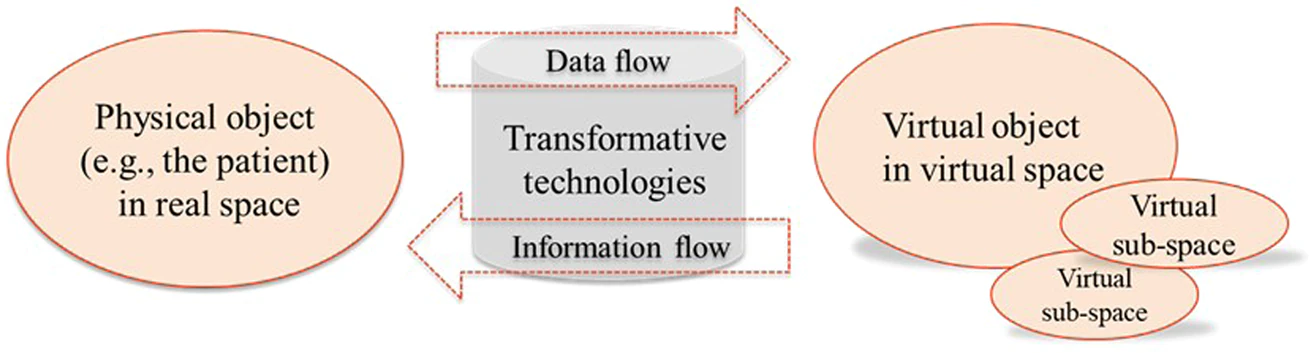 Physical object
(e.g., the patient)
in real space
Data flow
Transformative
technologies
Information flow
Virtual object
in virtual space
Virtual
sub-space
Virtual
sub-space